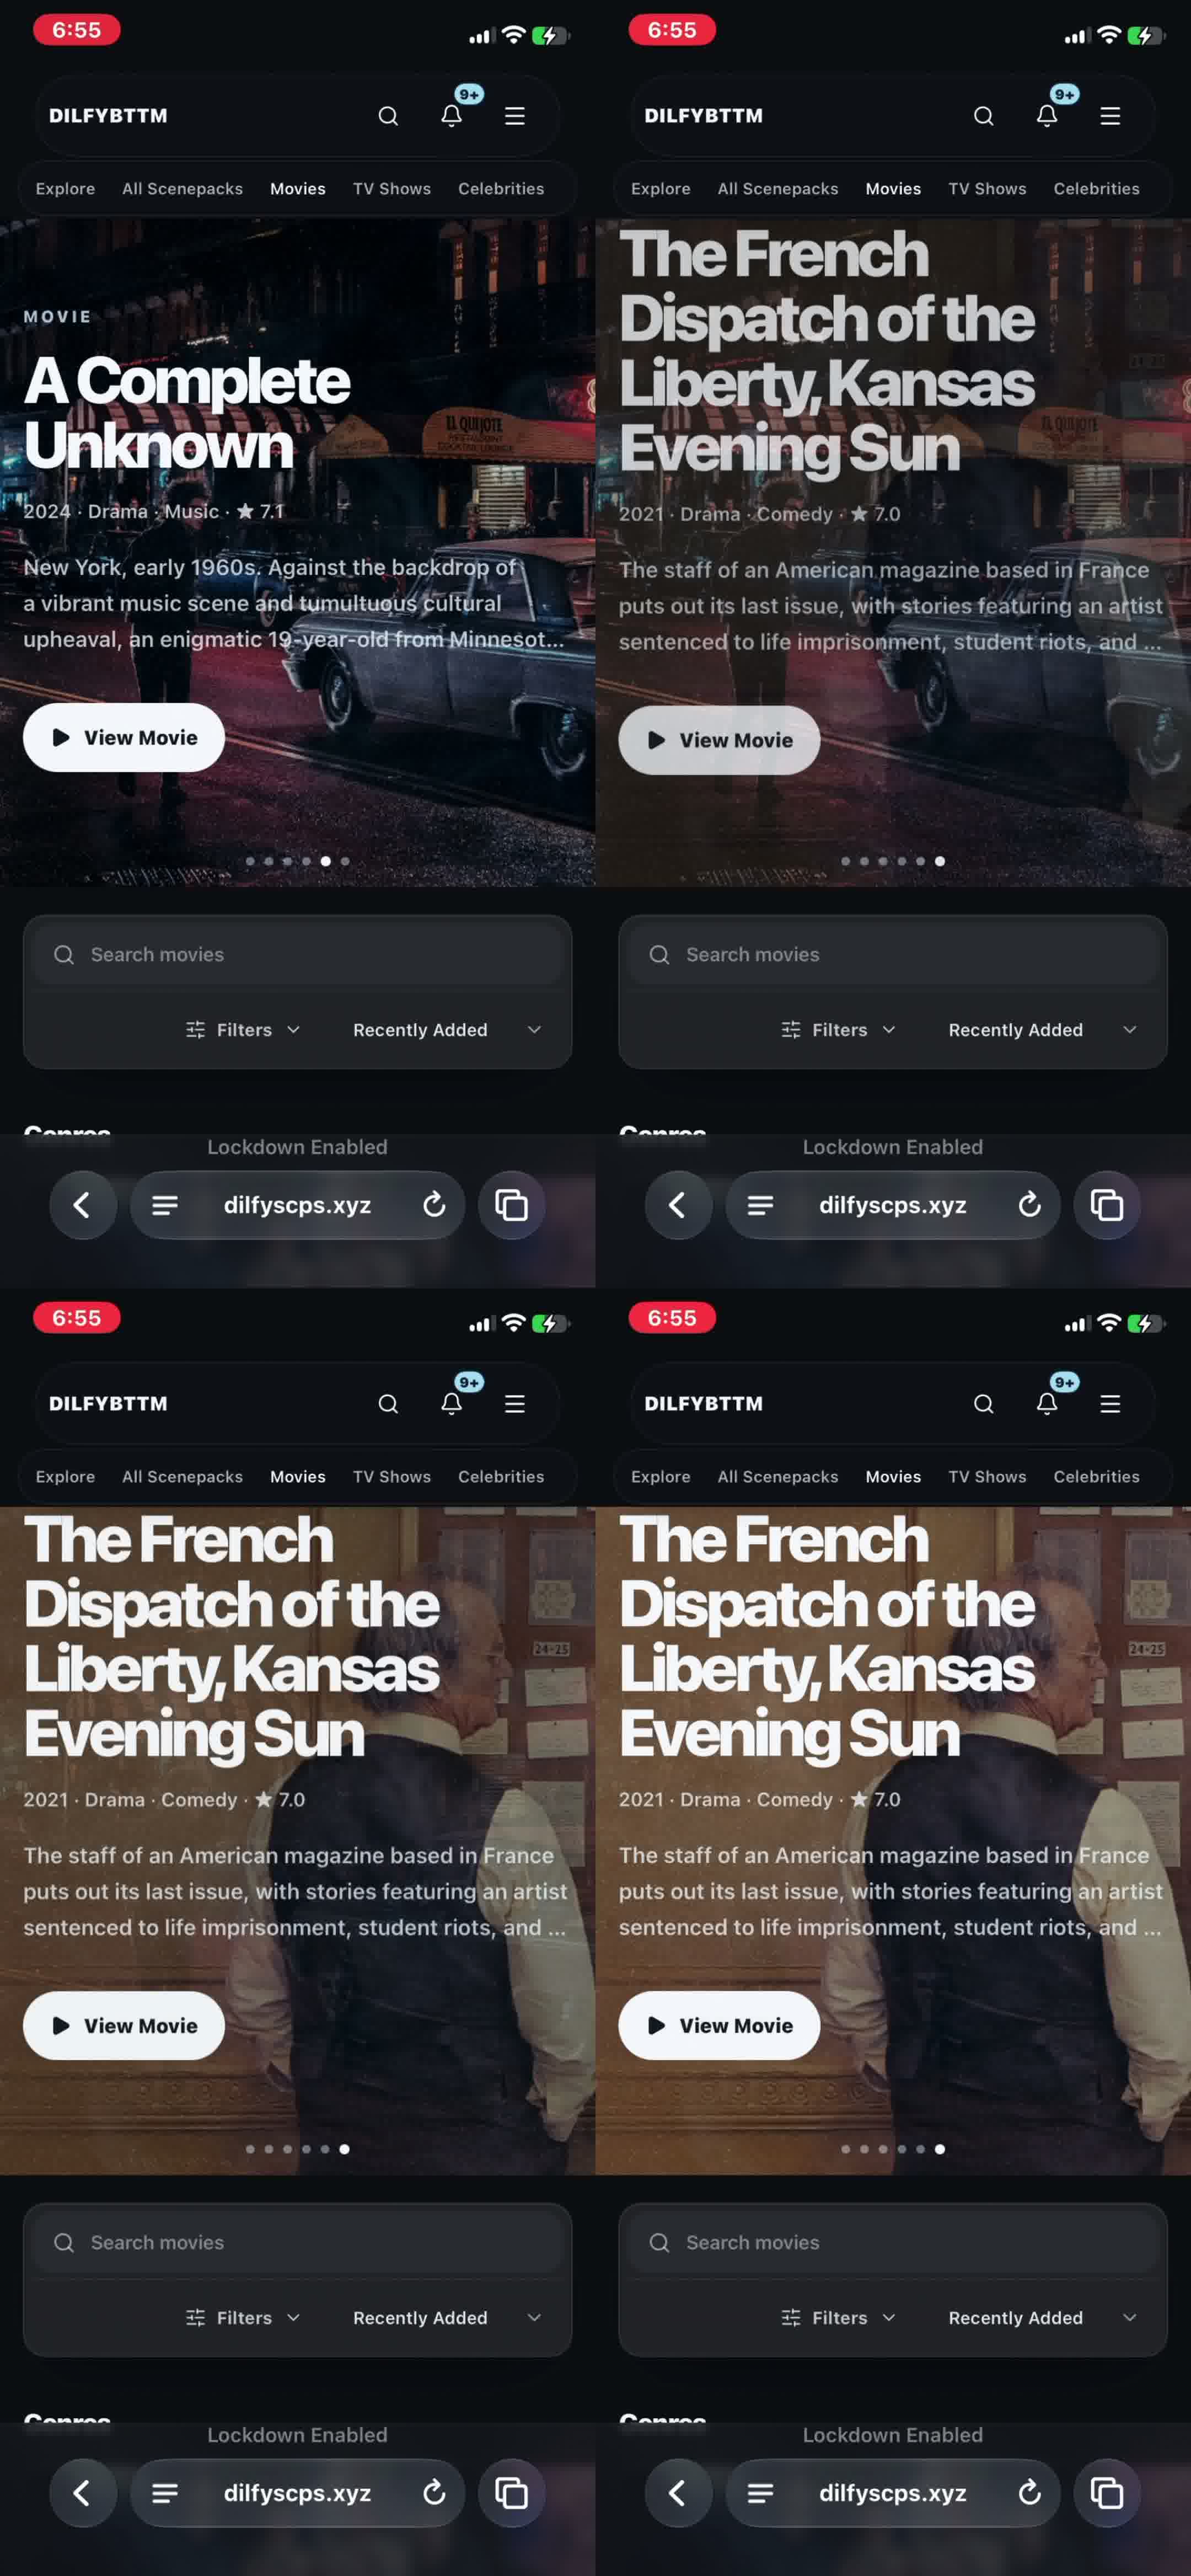 6:55
DILFYBTTM
9+
Explore All Scenepacks Movies TV Shows Celebrities
MOVIE
A Complete
Unknown
EL QUIJOTE
2024 · Drama · Music · ★ 7.1
New York, early 1960s. Against the backdrop of
a vibrant music scene and tumultuous cultural
upheaval, an enigmatic 19-year-old from Minnesot...
View Movie
Search movies
Filters Recently Added
Genres
Lockdown Enabled
dilfyscps.xyz
6:55
DILFYBTTM
9+
Explore All Scenepacks Movies TV Shows Celebrities
The French
Dispatch of the
Liberty, Kansas
Evening Sun
EL QUIJOTE
2021 · Drama · Comedy · ★ 7.0
The staff of an American magazine based in France
puts out its last issue, with stories featuring an artist
sentenced to life imprisonment, student riots, and ...
View Movie
Search movies
Filters Recently Added
Genres
Lockdown Enabled
dilfyscps.xyz
6:55
DILFYBTTM
9+
Explore All Scenepacks Movies TV Shows Celebrities
The French
Dispatch of the
Liberty, Kansas
Evening Sun
24-25
2021 · Drama · Comedy · ★ 7.0
The staff of an American magazine based in France
puts out its last issue, with stories featuring an artist
sentenced to life imprisonment, student riots, and ...
View Movie
Search movies
Filters Recently Added
Genres
Lockdown Enabled
dilfyscps.xyz
6:55
DILFYBTTM
9+
Explore All Scenepacks Movies TV Shows Celebrities
The French
Dispatch of the
Liberty, Kansas
Evening Sun
24-25
2021 · Drama · Comedy · ★ 7.0
The staff of an American magazine based in France
puts out its last issue, with stories featuring an artist
sentenced to life imprisonment, student riots, and ...
View Movie
Search movies
Filters Recently Added
Genres
Lockdown Enabled
dilfyscps.xyz